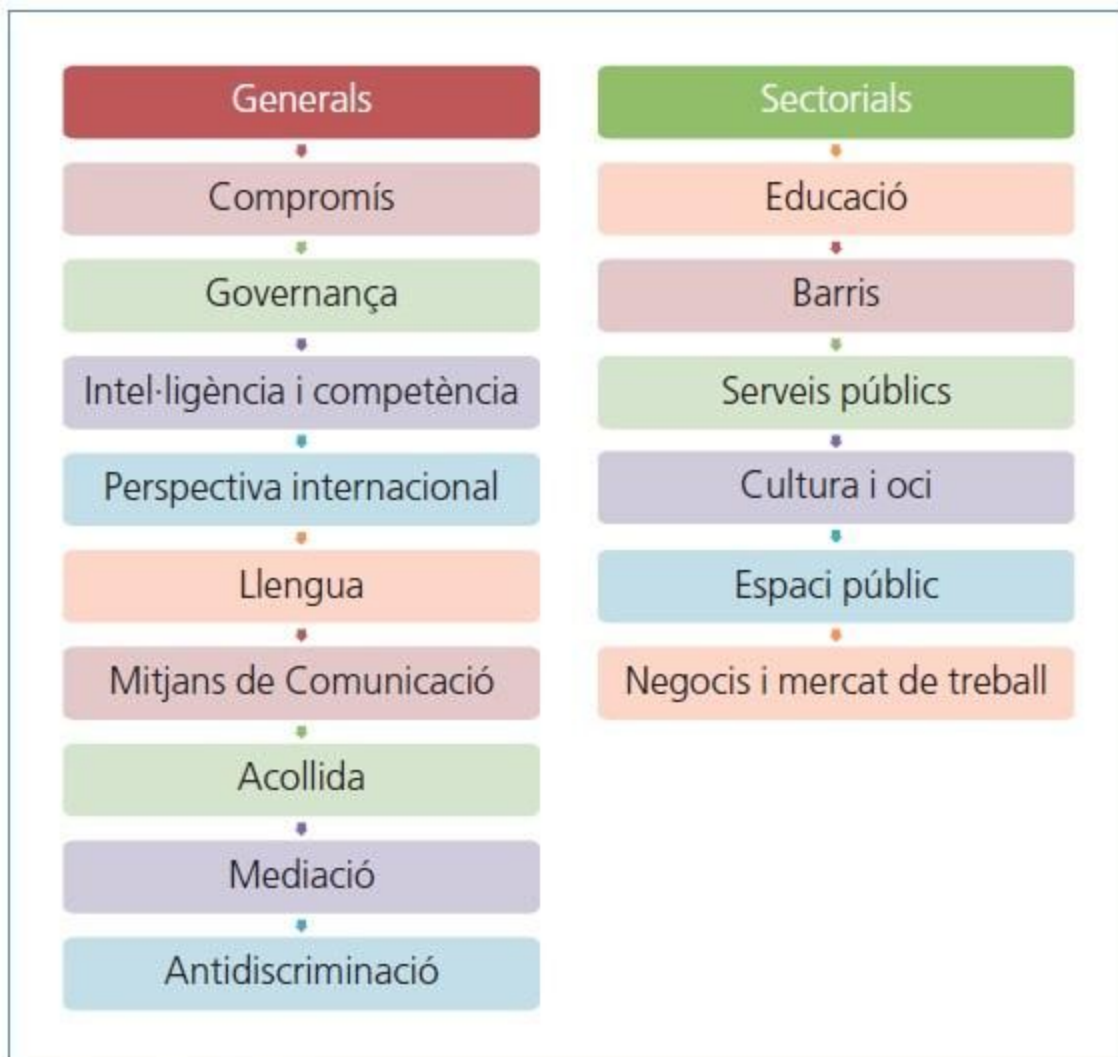 Generals
Compromís
Governança
Intel·ligència i competència
Perspectiva internacional
Llengua
Mitjans de Comunicació
Acollida
Mediació
Antidiscriminació
Sectorials
Educació
Barris
Serveis públics
Cultura i oci
Espaci públic
Negocis i mercat de treball